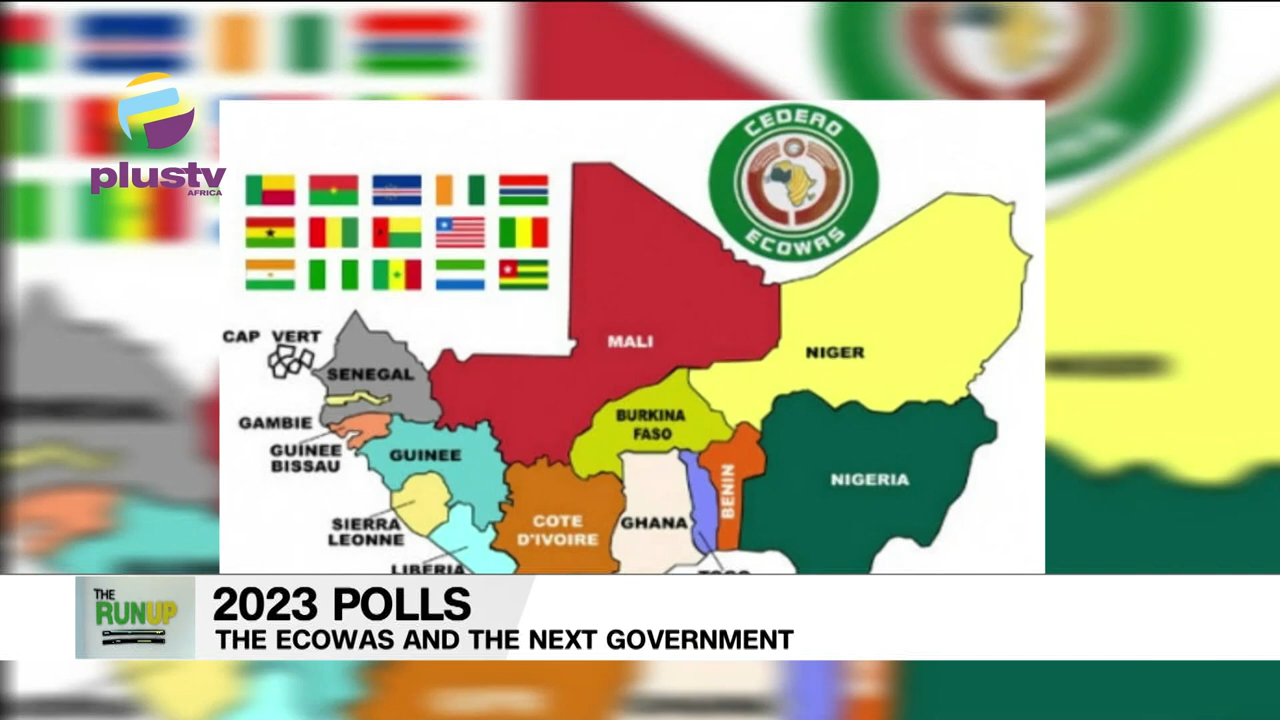 plustv
AFRICA
CEDEAO
ECOWAS
CAP VERT
SENEGAL
MALI
NIGER
GAMBIE
GUINEE
BISSAU
GUINEE
BURKINA
FASO
NIGERIA
BENIN
SIERRA
LEONNE
COTE
D'IVOIRE
GHANA
LIBERIA
TOGO
THE
RUNUP
2023 POLLS
THE ECOWAS AND THE NEXT GOVERNMENT